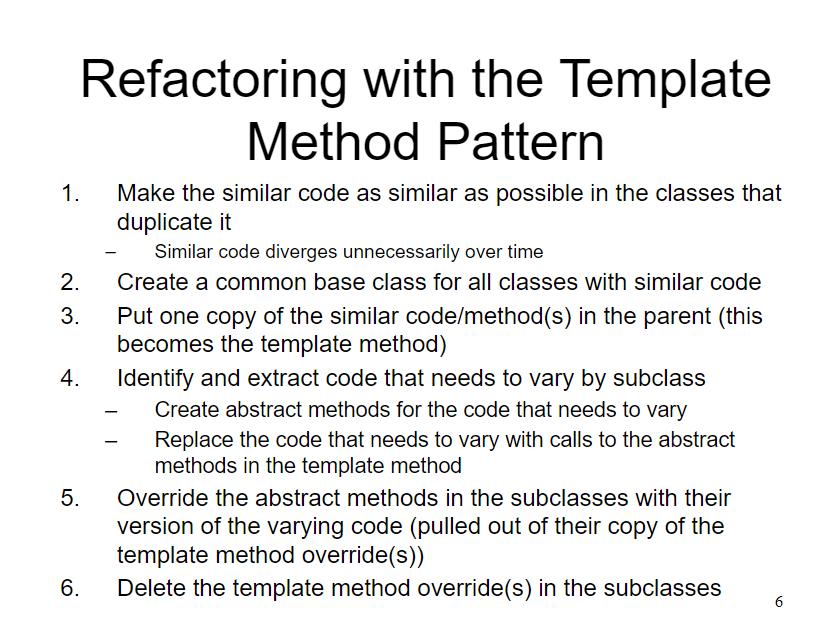 Refactoring with the Template
Method Pattern
1. Make the similar code as similar as possible in the classes that
duplicate it
– Similar code diverges unnecessarily over time
2. Create a common base class for all classes with similar code
3. Put one copy of the similar code/method(s) in the parent (this
becomes the template method)
4. Identify and extract code that needs to vary by subclass
– Create abstract methods for the code that needs to vary
– Replace the code that needs to vary with calls to the abstract
methods in the template method
5. Override the abstract methods in the subclasses with their
version of the varying code (pulled out of their copy of the
template method override(s))
6. Delete the template method override(s) in the subclasses
6